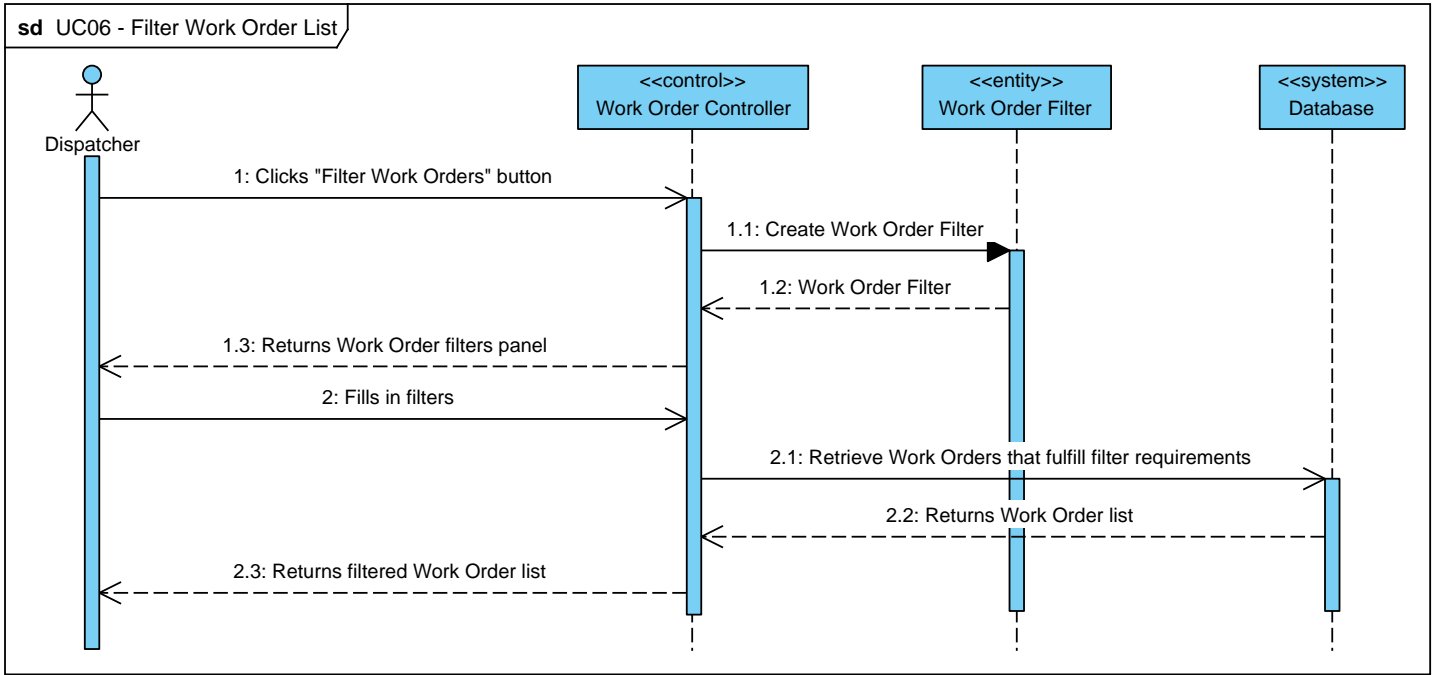 sd UC06 - Filter Work Order List
Dispatcher
<<control>>
Work Order Controller
<<entity>>
Work Order Filter
<<system>>
Database
1: Clicks "Filter Work Orders" button
1.1: Create Work Order Filter
1.2: Work Order Filter
1.3: Returns Work Order filters panel
2: Fills in filters
2.1: Retrieve Work Orders that fulfill filter requirements
2.2: Returns Work Order list
2.3: Returns filtered Work Order list